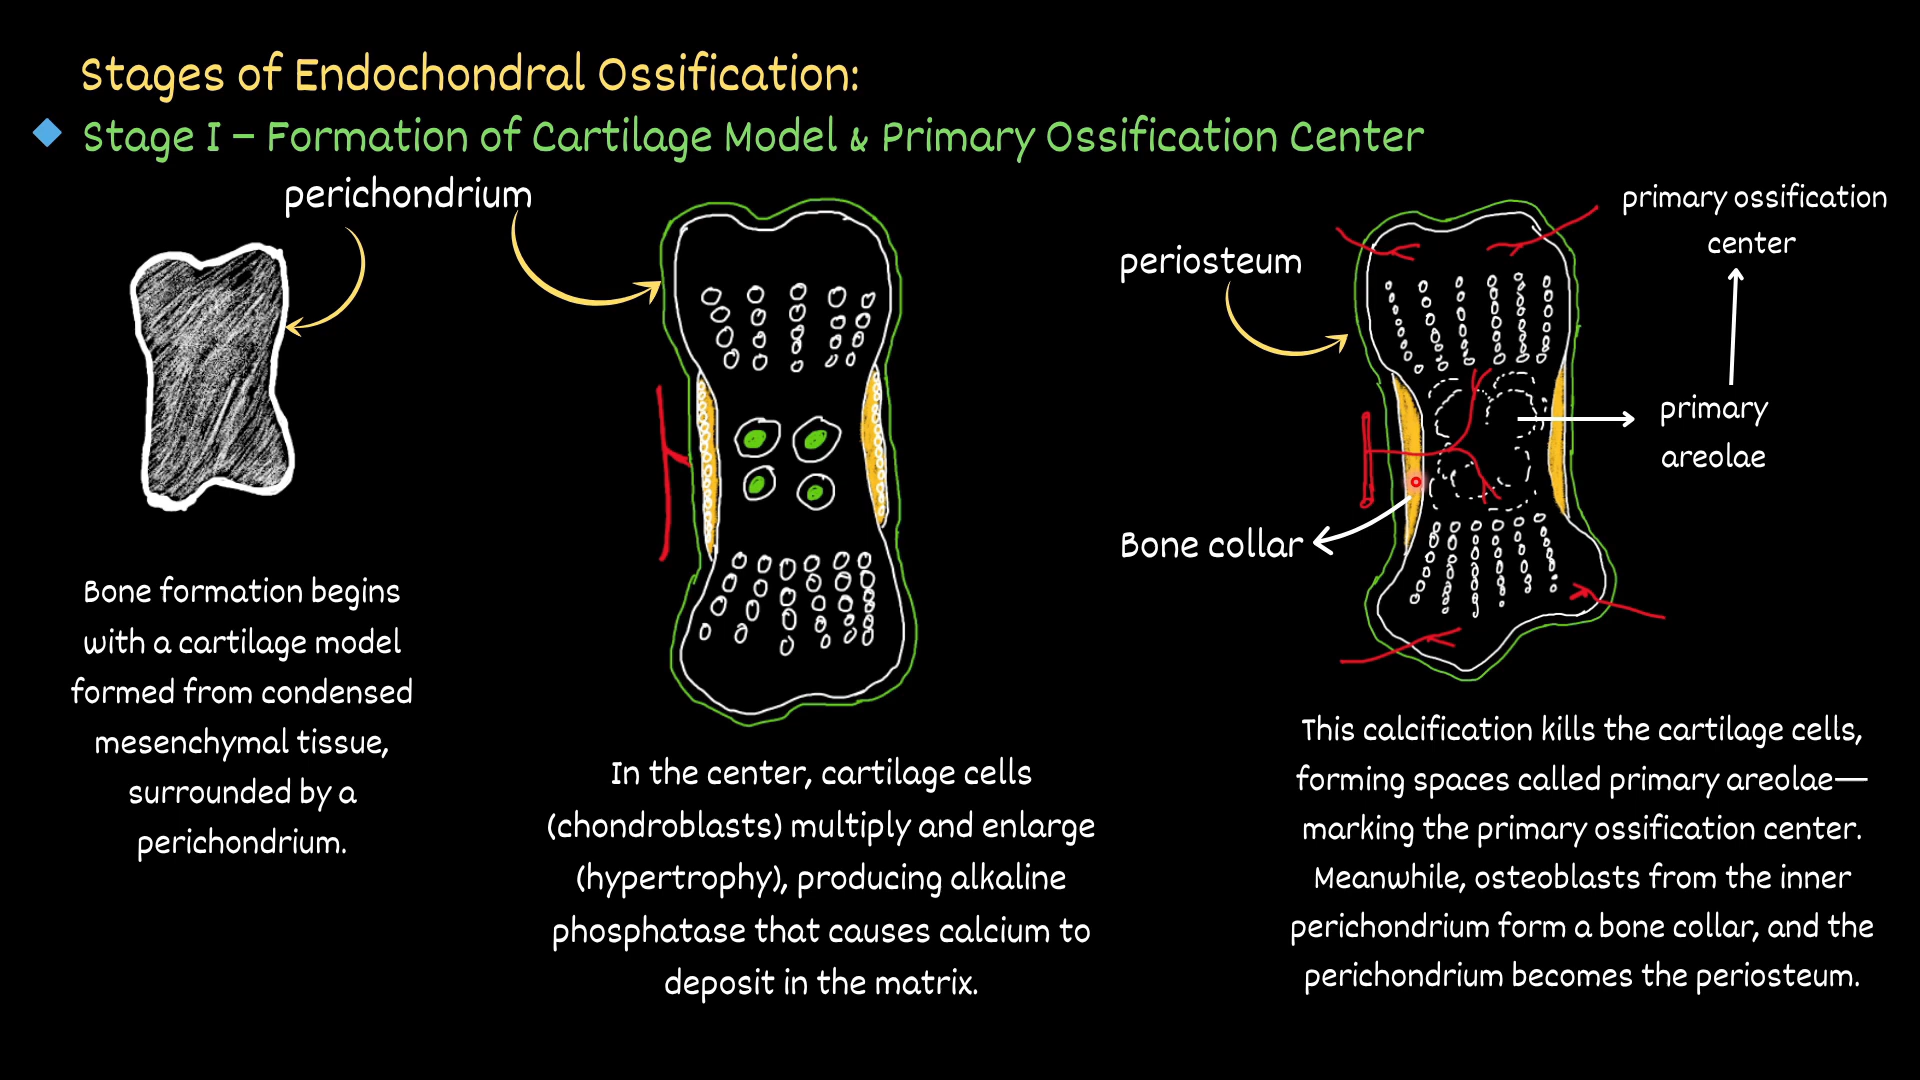 Stages of Endochondral Ossification:
Stage I – Formation of Cartilage Model & Primary Ossification Center
perichondrium
Bone formation begins
with a cartilage model
formed from condensed
mesenchymal tissue,
surrounded by a
perichondrium.
In the center, cartilage cells
(chondroblasts) multiply and enlarge
(hypertrophy), producing alkaline
phosphatase that causes calcium to
deposit in the matrix.
periosteum
primary ossification
center
primary
areolae
Bone collar
This calcification kills the cartilage cells,
forming spaces called primary areolae—
marking the primary ossification center.
Meanwhile, osteoblasts from the inner
perichondrium form a bone collar, and the
perichondrium becomes the periosteum.